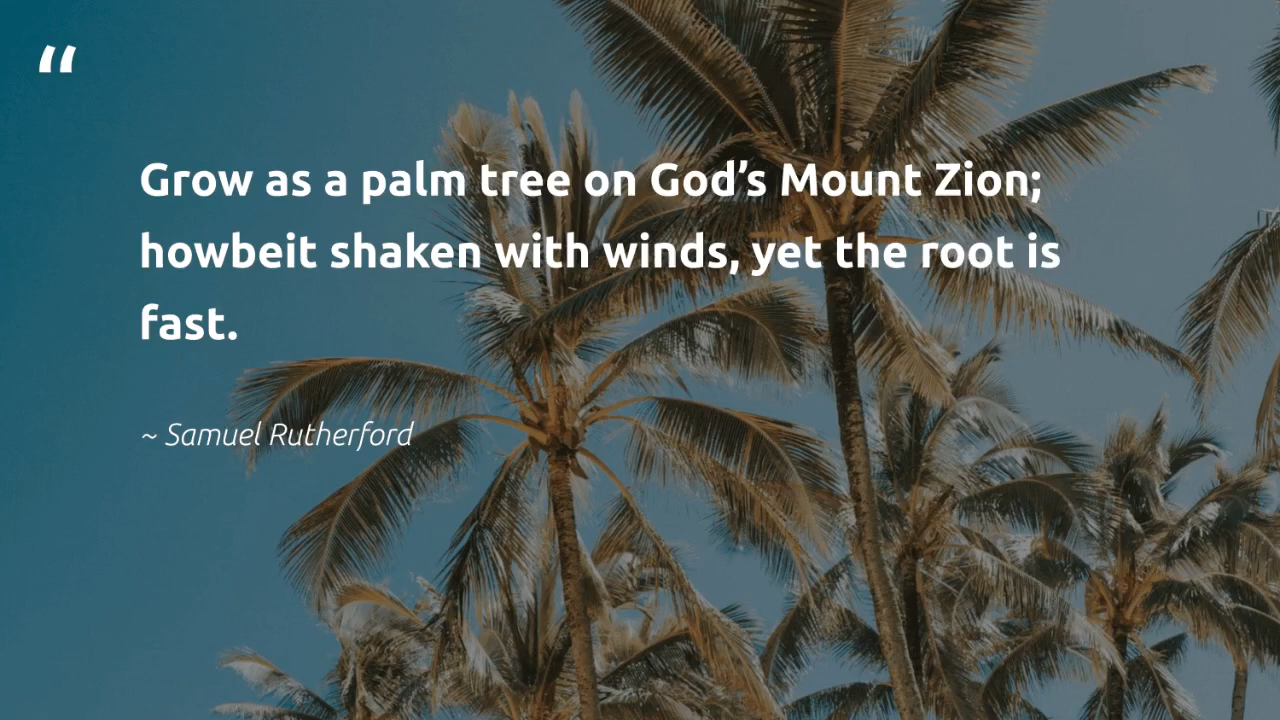 “
Grow as a palm tree on God’s Mount Zion;
howbeit shaken with winds, yet the root is
fast.
~ Samuel Rutherford